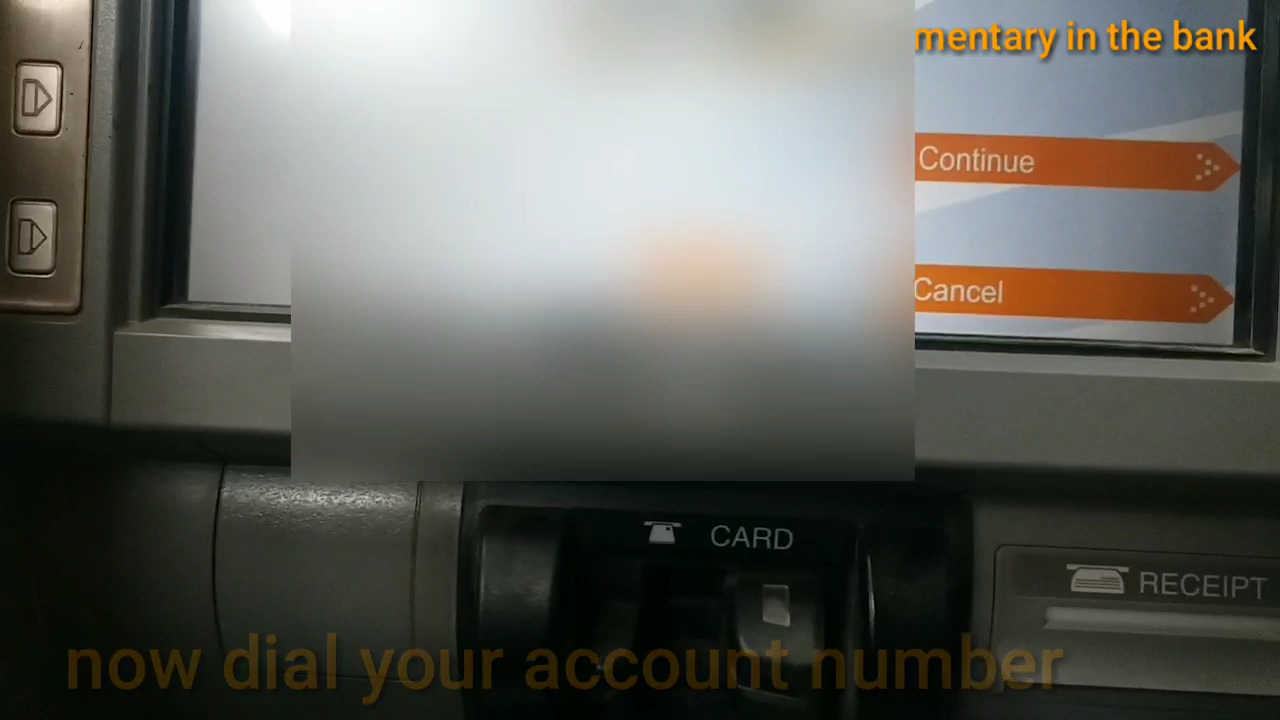 mentary in the bank
Continue
Cancel
CARD
RECEIPT
now dial your account number